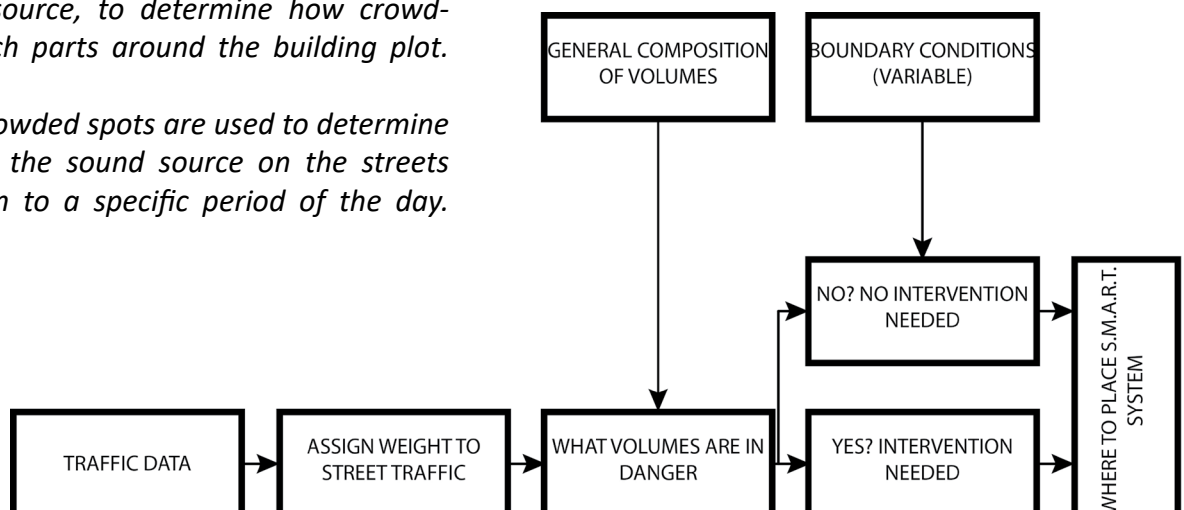 source, to determine how crowd-
parts around the building plot.
spots are used to determine
the sound source on the streets
to a specific period of the day.
GENERAL COMPOSITION
OF VOLUMES
BOUNDARY CONDITIONS
(VARIABLE)
NO? NO INTERVENTION
NEEDED
TRAFFIC DATA
ASSIGN WEIGHT TO
STREET TRAFFIC
WHAT VOLUMES ARE IN
DANGER
YES? INTERVENTION
NEEDED
WHERE TO PLACE S.M.A.R.T.
SYSTEM